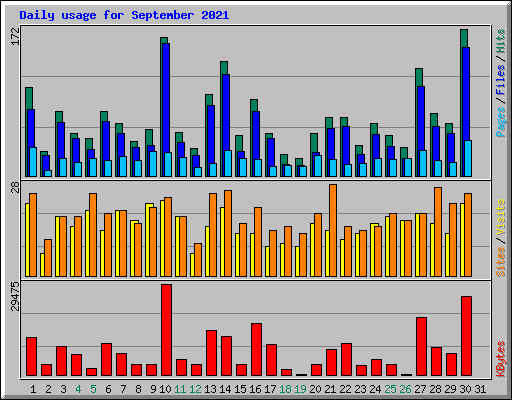 Daily usage for September 2021
172
Pages / Files / Hits
28
Sites / Visits
29475
KBytes
1 2 3 4 5 6 7 8 9 10 11 12 13 14 15 16 17 18 19 20 21 22 23 24 25 26 27 28 29 30 31